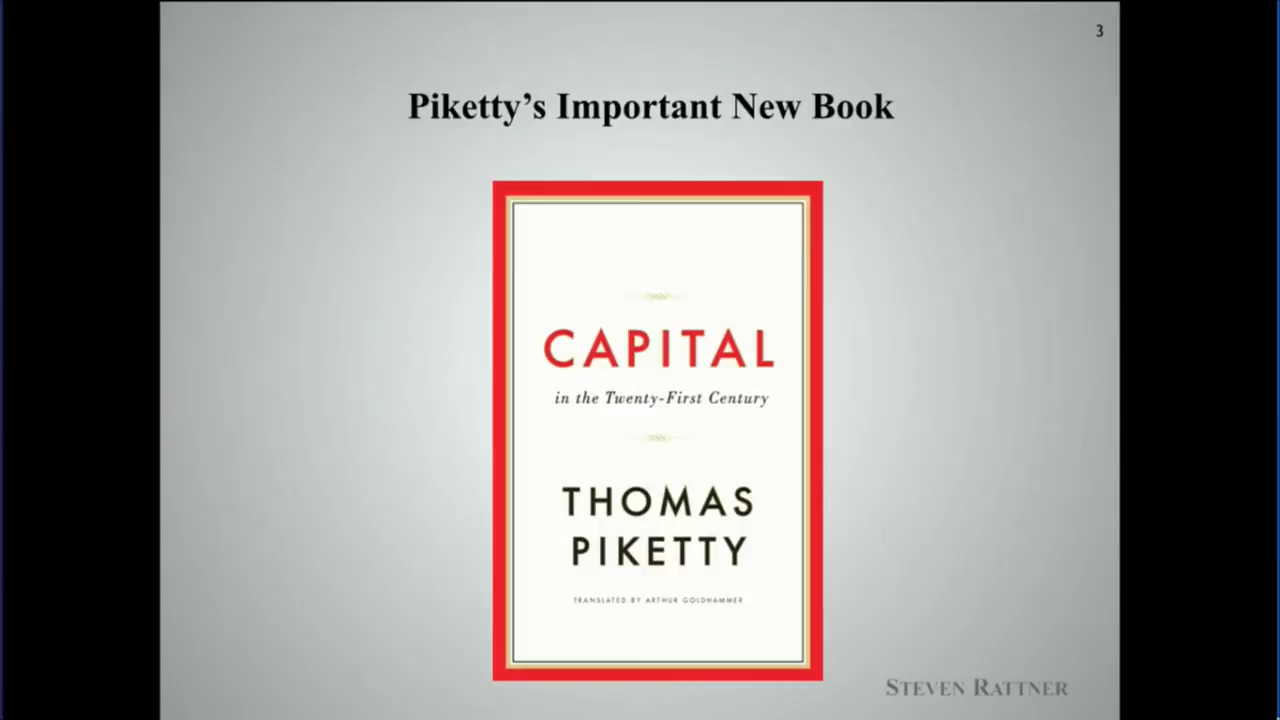 3
Piketty’s Important New Book
CAPITAL
in the Twenty-First Century
THOMAS
PIKETTY
TRANSLATED BY ARTHUR GOLDHAMMER
STEVEN RATTNER